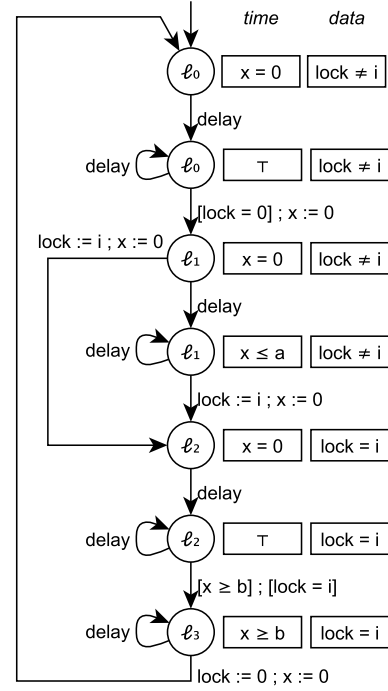 time data
ℓ₀ x = 0 lock ≠ i
delay
delay ℓ₀ ⊤ lock ≠ i
[lock = 0] ; x := 0
lock := i ; x := 0
ℓ₁ x = 0 lock ≠ i
delay
delay ℓ₁ x ≤ a lock ≠ i
lock := i ; x := 0
ℓ₂ x = 0 lock = i
delay
delay ℓ₂ ⊤ lock = i
[x ≥ b] ; [lock = i]
delay ℓ₃ x ≥ b lock = i
lock := 0 ; x := 0